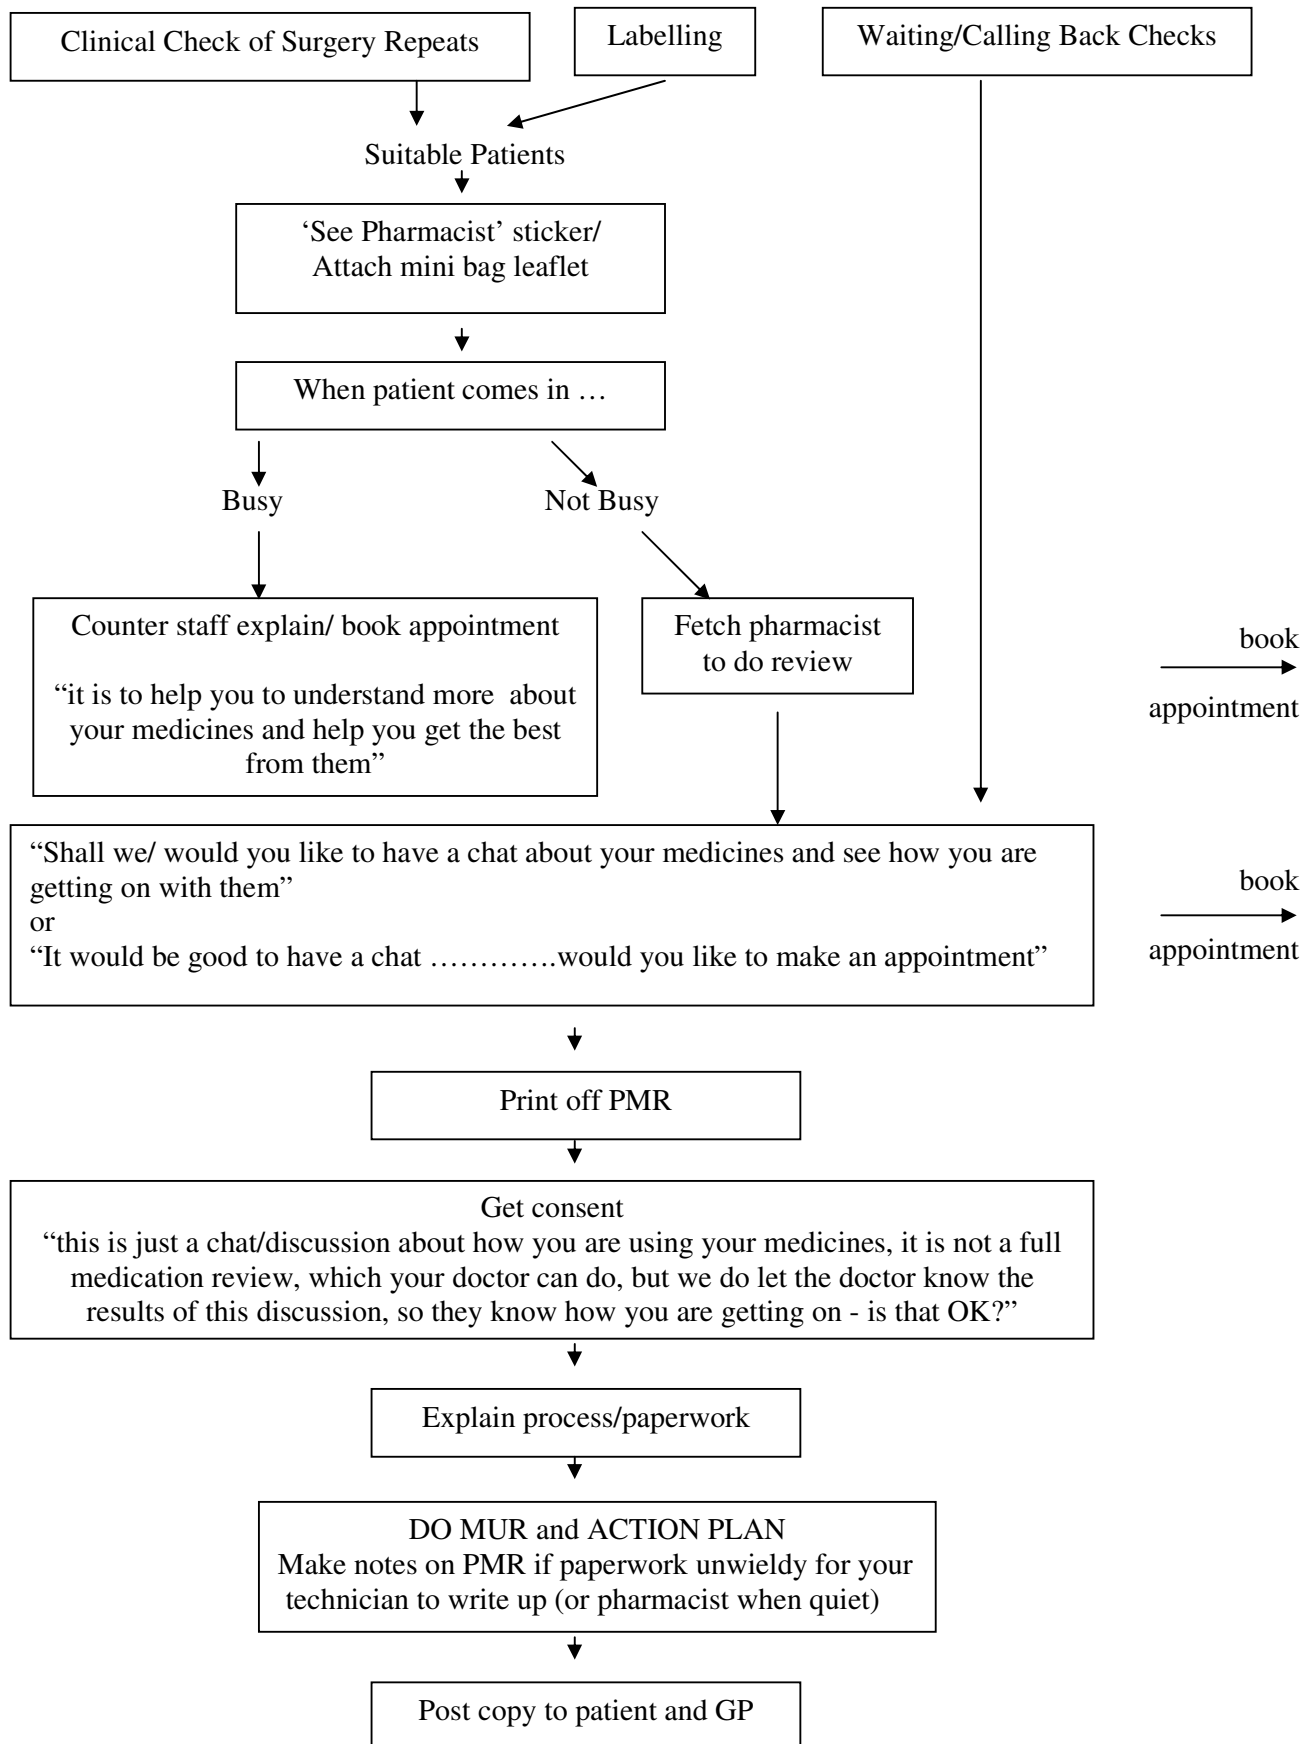 Clinical Check of Surgery Repeats
Labelling
Waiting/Calling Back Checks
Suitable Patients
‘See Pharmacist’ sticker/
Attach mini bag leaflet
When patient comes in …
Busy
Not Busy
Counter staff explain/ book appointment
“it is to help you to understand more about
your medicines and help you get the best
from them”
Fetch pharmacist
to do review
book
appointment
“Shall we/ would you like to have a chat about your medicines and see how you are
getting on with them”
or
“It would be good to have a chat ………….would you like to make an appointment”
book
appointment
Print off PMR
Get consent
“this is just a chat/discussion about how you are using your medicines, it is not a full
medication review, which your doctor can do, but we do let the doctor know the
results of this discussion, so they know how you are getting on - is that OK?”
Explain process/paperwork
DO MUR and ACTION PLAN
Make notes on PMR if paperwork unwieldy for your
technician to write up (or pharmacist when quiet)
Post copy to patient and GP